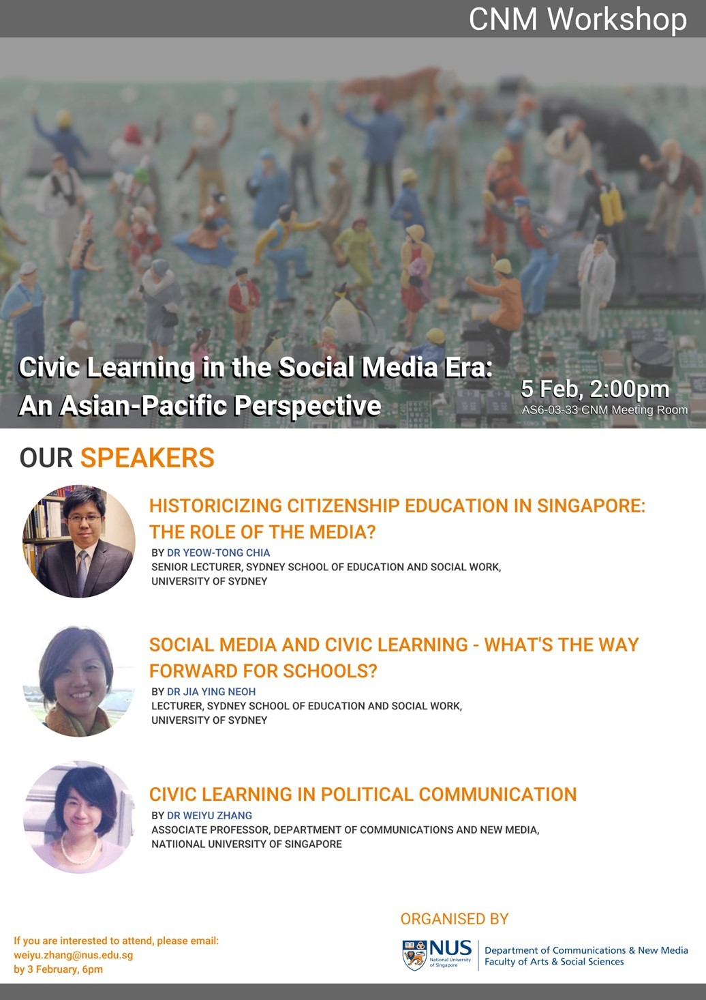 CNM Workshop
Civic Learning in the Social Media Era:
An Asian-Pacific Perspective
5 Feb, 2:00pm
AS6-03-33 CNM Meeting Room
OUR SPEAKERS
HISTORICIZING CITIZENSHIP EDUCATION IN SINGAPORE:
THE ROLE OF THE MEDIA?
BY DR YEOW-TONG CHIA
SENIOR LECTURER, SYDNEY SCHOOL OF EDUCATION AND SOCIAL WORK,
UNIVERSITY OF SYDNEY
SOCIAL MEDIA AND CIVIC LEARNING - WHAT'S THE WAY
FORWARD FOR SCHOOLS?
BY DR JIA YING NEOH
LECTURER, SYDNEY SCHOOL OF EDUCATION AND SOCIAL WORK,
UNIVERSITY OF SYDNEY
CIVIC LEARNING IN POLITICAL COMMUNICATION
BY DR WEIYU ZHANG
ASSOCIATE PROFESSOR, DEPARTMENT OF COMMUNICATIONS AND NEW MEDIA,
NATIIONAL UNIVERSITY OF SINGAPORE
If you are interested to attend, please email:
weiyu.zhang@nus.edu.sg
by 3 February, 6pm
ORGANISED BY
NUS
National University
of Singapore
Department of Communications & New Media
Faculty of Arts & Social Sciences